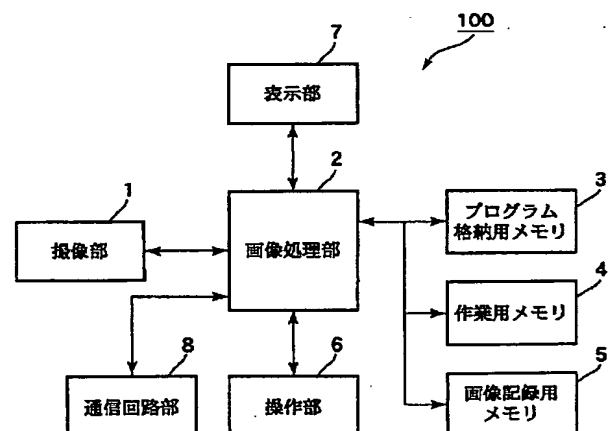 100
7
表示部
2
画像処理部
1
撮像部
3
プログラム
格納用メモリ
4
作業用メモリ
5
画像記録用
メモリ
8
通信回路部
6
操作部